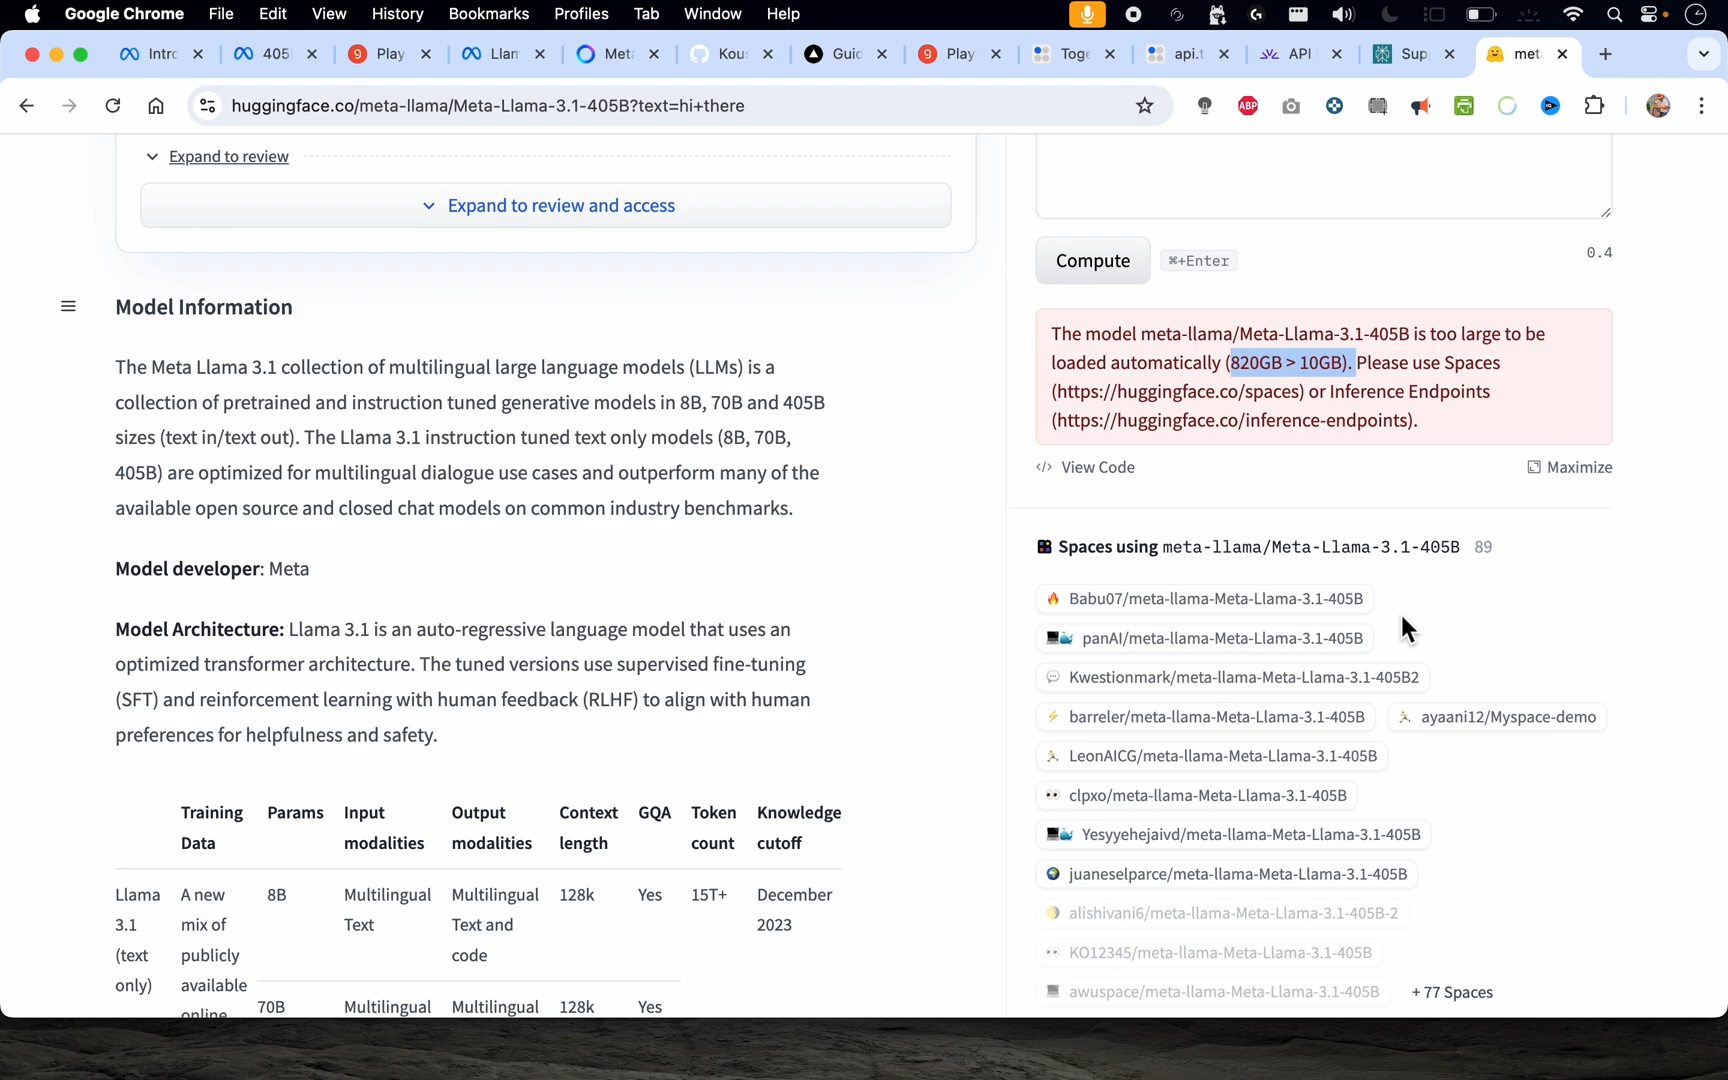 Google Chrome File Edit View History Bookmarks Profiles Tab Window Help
Intro 405 Play Llam Meta Kous Guid Play Toge api.t API Sup met
huggingface.co/meta-llama/Meta-Llama-3.1-405B?text=hi+there
ABP
Expand to review
Expand to review and access
Model Information
The Meta Llama 3.1 collection of multilingual large language models (LLMs) is a
collection of pretrained and instruction tuned generative models in 8B, 70B and 405B
sizes (text in/text out). The Llama 3.1 instruction tuned text only models (8B, 70B,
405B) are optimized for multilingual dialogue use cases and outperform many of the
available open source and closed chat models on common industry benchmarks.
Model developer: Meta
Model Architecture: Llama 3.1 is an auto-regressive language model that uses an
optimized transformer architecture. The tuned versions use supervised fine-tuning
(SFT) and reinforcement learning with human feedback (RLHF) to align with human
preferences for helpfulness and safety.
Training Params Input Output Context GQA Token Knowledge
Data modalities modalities length count cutoff
Llama A new 8B Multilingual Multilingual 128k Yes 15T+ December
3.1 mix of Text Text and 2023
(text publicly code
only) available
online
70B Multilingual Multilingual 128k Yes
Compute ⌘+Enter 0.4
The model meta-llama/Meta-Llama-3.1-405B is too large to be
loaded automatically (820GB > 10GB). Please use Spaces
(https://huggingface.co/spaces) or Inference Endpoints
(https://huggingface.co/inference-endpoints).
</> View Code Maximize
Spaces using meta-llama/Meta-Llama-3.1-405B 89
Babu07/meta-llama-Meta-Llama-3.1-405B
panAI/meta-llama-Meta-Llama-3.1-405B
Kwestionmark/meta-llama-Meta-Llama-3.1-405B2
barreler/meta-llama-Meta-Llama-3.1-405B ayaani12/Myspace-demo
LeonAICG/meta-llama-Meta-Llama-3.1-405B
clpxo/meta-llama-Meta-Llama-3.1-405B
Yesyyehejaivd/meta-llama-Meta-Llama-3.1-405B
juaneselparce/meta-llama-Meta-Llama-3.1-405B
alishivani6/meta-llama-Meta-Llama-3.1-405B-2
KO12345/meta-llama-Meta-Llama-3.1-405B
awuspace/meta-llama-Meta-Llama-3.1-405B + 77 Spaces